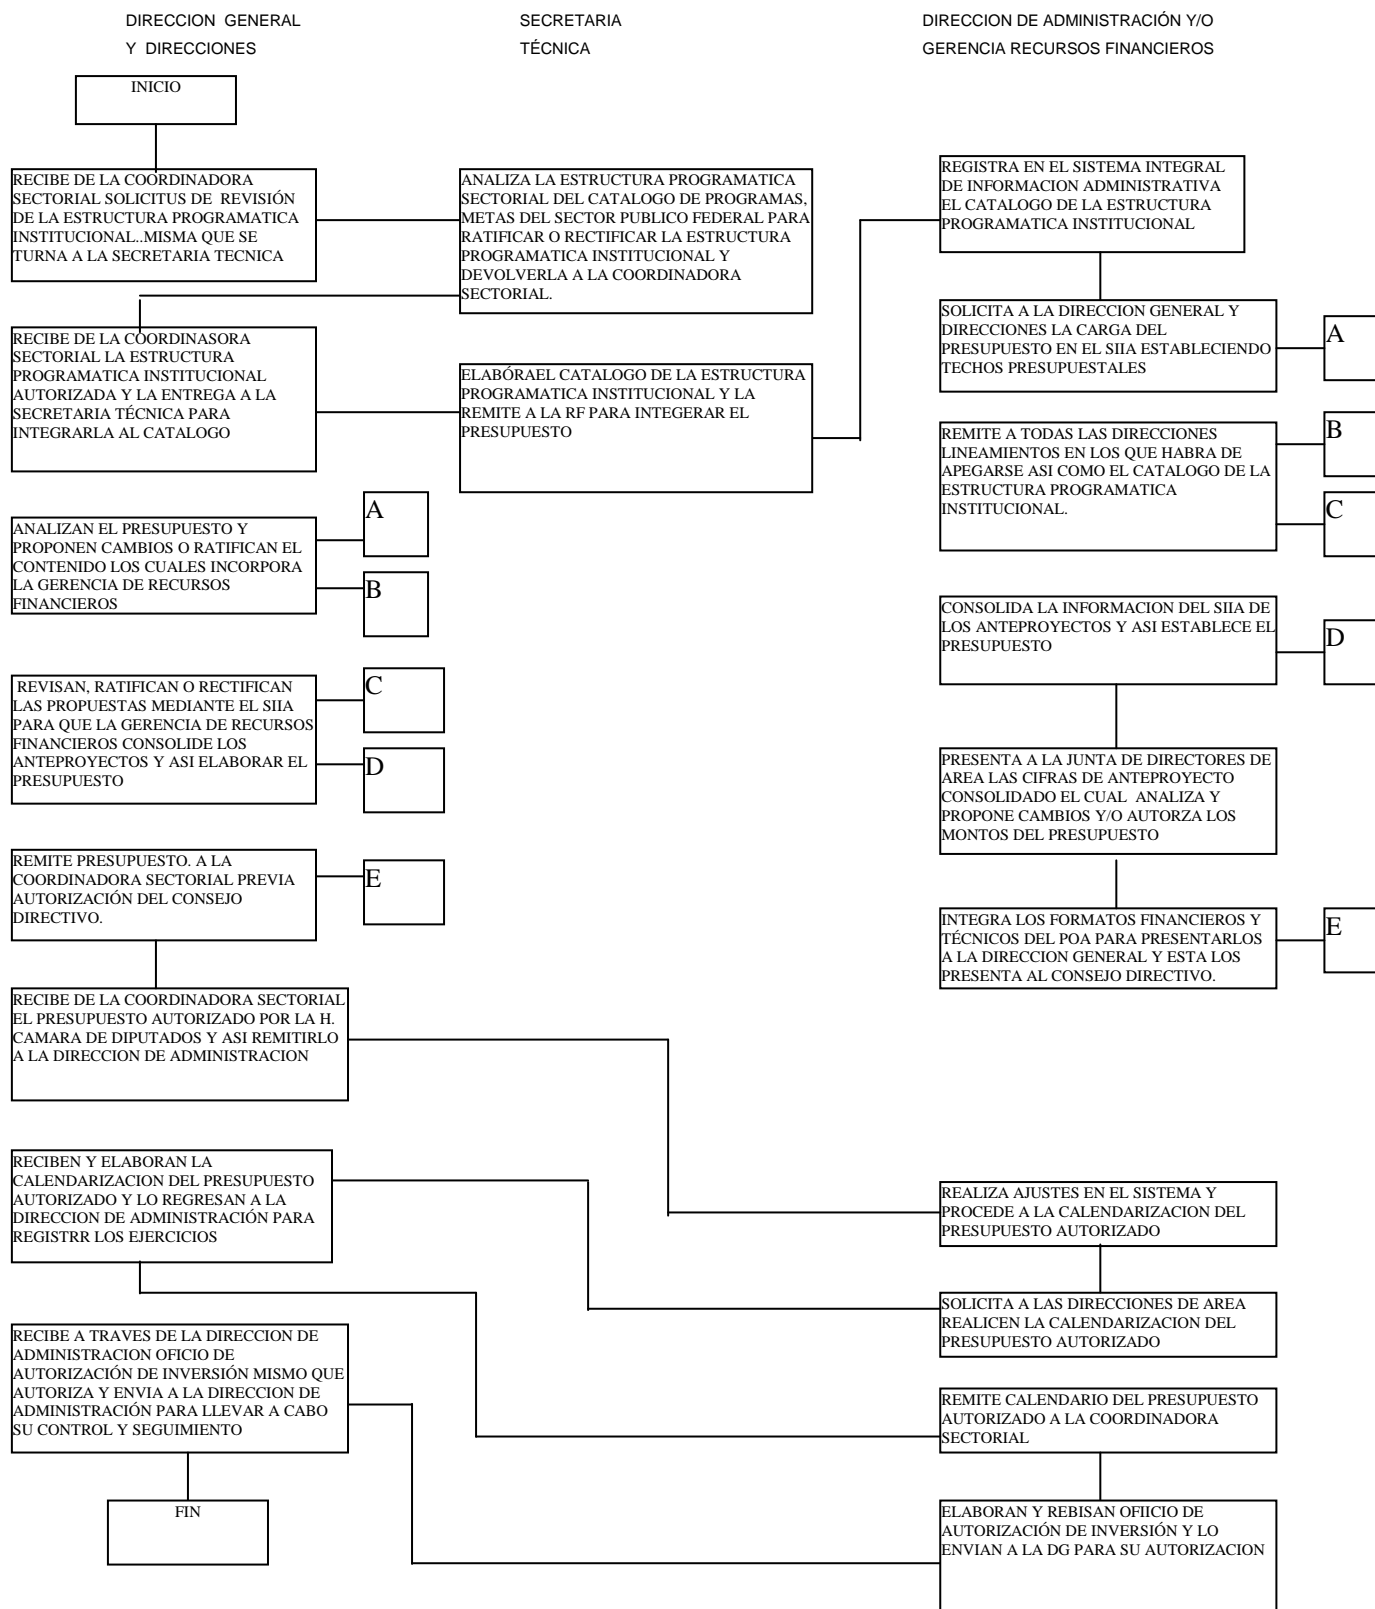 DIRECCION GENERAL
Y DIRECCIONES
SECRETARIA
TÉCNICA
DIRECCION DE ADMINISTRACIÓN Y/O
GERENCIA RECURSOS FINANCIEROS
INICIO
RECIBE DE LA COORDINADORA
SECTORIAL SOLICITUS DE REVISIÓN
DE LA ESTRUCTURA PROGRAMATICA
INSTITUCIONAL..MISMA QUE SE
TURNA A LA SECRETARIA TECNICA
ANALIZA LA ESTRUCTURA PROGRAMATICA
SECTORIAL DEL CATALOGO DE PROGRAMAS,
METAS DEL SECTOR PUBLICO FEDERAL PARA
RATIFICAR O RECTIFICAR LA ESTRUCTURA
PROGRAMATICA INSTITUCIONAL Y
DEVOLVERLA A LA COORDINADORA
SECTORIAL.
REGISTRA EN EL SISTEMA INTEGRAL
DE INFORMACION ADMINISTRATIVA
EL CATALOGO DE LA ESTRUCTURA
PROGRAMATICA INSTITUCIONAL
RECIBE DE LA COORDINASORA
SECTORIAL LA ESTRUCTURA
PROGRAMATICA INSTITUCIONAL
AUTORIZADA Y LA ENTREGA A LA
SECRETARIA TÉCNICA PARA
INTEGRARLA AL CATALOGO
ELABÓRAEL CATALOGO DE LA ESTRUCTURA
PROGRAMATICA INSTITUCIONAL Y LA
REMITE A LA RF PARA INTEGERAR EL
PRESUPUESTO
SOLICITA A LA DIRECCION GENERAL Y
DIRECCIONES LA CARGA DEL
PRESUPUESTO EN EL SIIA ESTABLECIENDO
TECHOS PRESUPUESTALES
A
REMITE A TODAS LAS DIRECCIONES
LINEAMIENTOS EN LOS QUE HABRA DE
APEGARSE ASI COMO EL CATALOGO DE LA
ESTRUCTURA PROGRAMATICA
INSTITUCIONAL.
B
C
ANALIZAN EL PRESUPUESTO Y
PROPONEN CAMBIOS O RATIFICAN EL
CONTENIDO LOS CUALES INCORPORA
LA GERENCIA DE RECURSOS
FINANCIEROS
A
B
CONSOLIDA LA INFORMACION DEL SIIA DE
LOS ANTEPROYECTOS Y ASI ESTABLECE EL
PRESUPUESTO
D
REVISAN, RATIFICAN O RECTIFICAN
LAS PROPUESTAS MEDIANTE EL SIIA
PARA QUE LA GERENCIA DE RECURSOS
FINANCIEROS CONSOLIDE LOS
ANTEPROYECTOS Y ASI ELABORAR EL
PRESUPUESTO
C
D
PRESENTA A LA JUNTA DE DIRECTORES DE
AREA LAS CIFRAS DE ANTEPROYECTO
CONSOLIDADO EL CUAL ANALIZA Y
PROPONE CAMBIOS Y/O AUTORZA LOS
MONTOS DEL PRESUPUESTO
REMITE PRESUPUESTO. A LA
COORDINADORA SECTORIAL PREVIA
AUTORIZACIÓN DEL CONSEJO
DIRECTIVO.
E
INTEGRA LOS FORMATOS FINANCIEROS Y
TÉCNICOS DEL POA PARA PRESENTARLOS
A LA DIRECCION GENERAL Y ESTA LOS
PRESENTA AL CONSEJO DIRECTIVO.
E
RECIBE DE LA COORDINADORA SECTORIAL
EL PRESUPUESTO AUTORIZADO POR LA H.
CAMARA DE DIPUTADOS Y ASI REMITIRLO
A LA DIRECCION DE ADMINISTRACION
RECIBEN Y ELABORAN LA
CALENDARIZACION DEL PRESUPUESTO
AUTORIZADO Y LO REGRESAN A LA
DIRECCION DE ADMINISTRACIÓN PARA
REGISTRR LOS EJERCICIOS
REALIZA AJUSTES EN EL SISTEMA Y
PROCEDE A LA CALENDARIZACION DEL
PRESUPUESTO AUTORIZADO
SOLICITA A LAS DIRECCIONES DE AREA
REALICEN LA CALENDARIZACION DEL
PRESUPUESTO AUTORIZADO
RECIBE A TRAVES DE LA DIRECCION DE
ADMINISTRACION OFICIO DE
AUTORIZACIÓN DE INVERSIÓN MISMO QUE
AUTORIZA Y ENVIA A LA DIRECCION DE
ADMINISTRACIÓN PARA LLEVAR A CABO
SU CONTROL Y SEGUIMIENTO
REMITE CALENDARIO DEL PRESUPUESTO
AUTORIZADO A LA COORDINADORA
SECTORIAL
FIN
ELABORAN Y REBISAN OFIICIO DE
AUTORIZACIÓN DE INVERSIÓN Y LO
ENVIAN A LA DG PARA SU AUTORIZACION